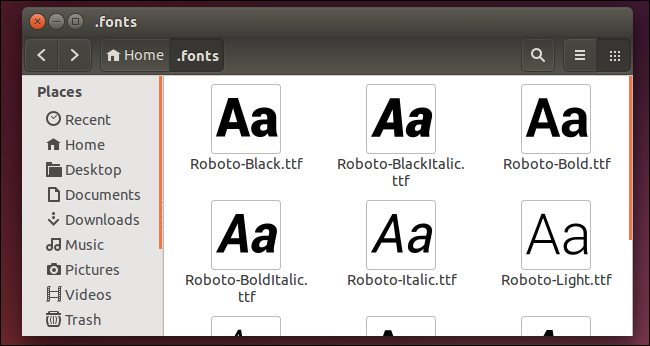 .fonts
Home
.fonts
Places
Recent
Home
Desktop
Documents
Downloads
Music
Pictures
Videos
Trash
Aa
Aa
Aa
Roboto-Black.ttf
Roboto-BlackItalic.
ttf
Roboto-Bold.ttf
Aa
Aa
Aa
Roboto-BoldItalic.
ttf
Roboto-Italic.ttf
Roboto-Light.ttf